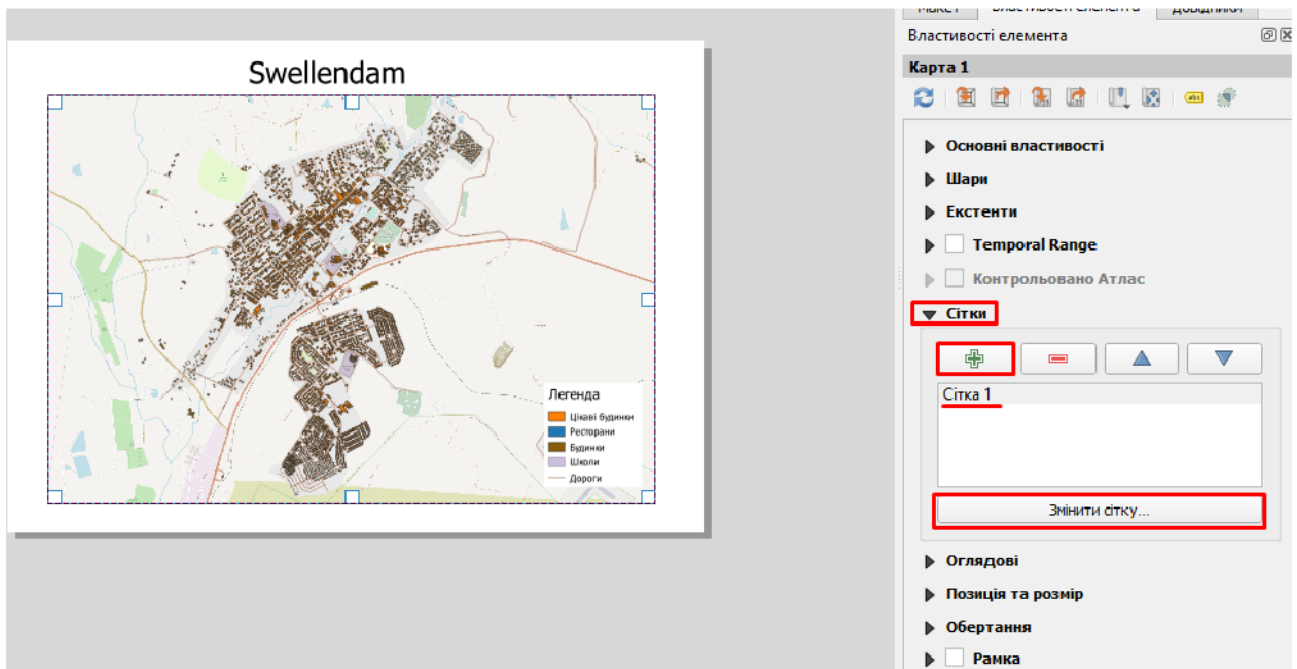 Макет Властивості елемента Довідники
Властивості елемента
Карта 1
Swellendam
Основні властивості
Шари
Екстенти
Temporal Range
Контрольовано Атлас
Сітки
Сітка 1
Змінити сітку...
Легенда
Цікаві будинки
Ресторани
Будинки
Школи
Дороги
Оглядові
Позиція та розмір
Обертання
Рамка